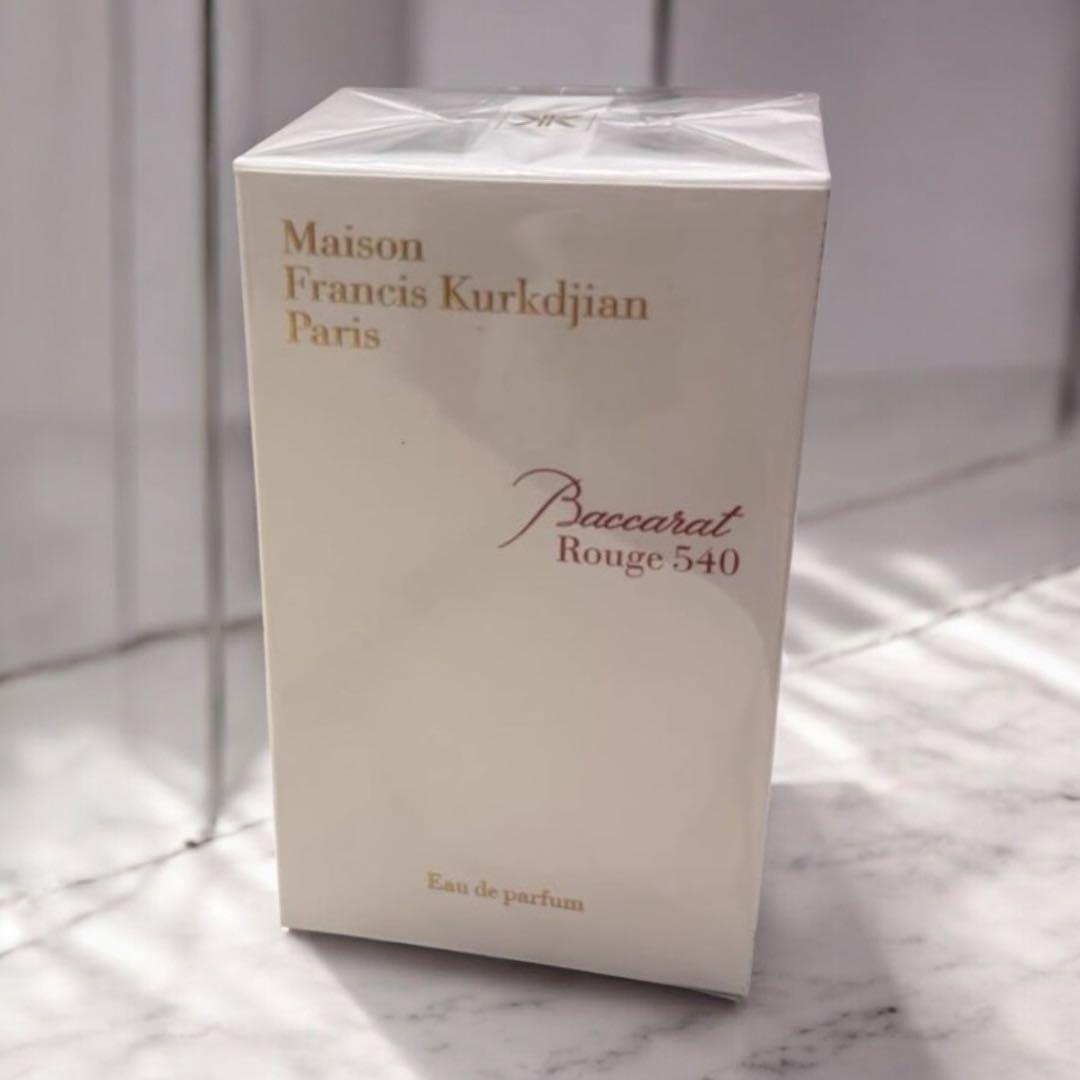 Maison
Francis Kurkdjian
Paris
Baccarat
Rouge 540
Eau de parfum